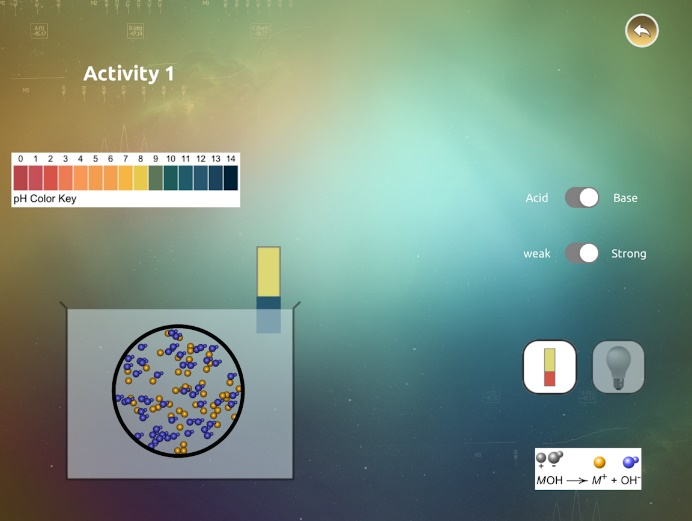 Activity 1
0 1 2 3 4 5 6 7 8 9 10 11 12 13 14
pH Color Key
Acid Base
weak Strong
+ −
MOH ⟶ M⁺ + OH⁻